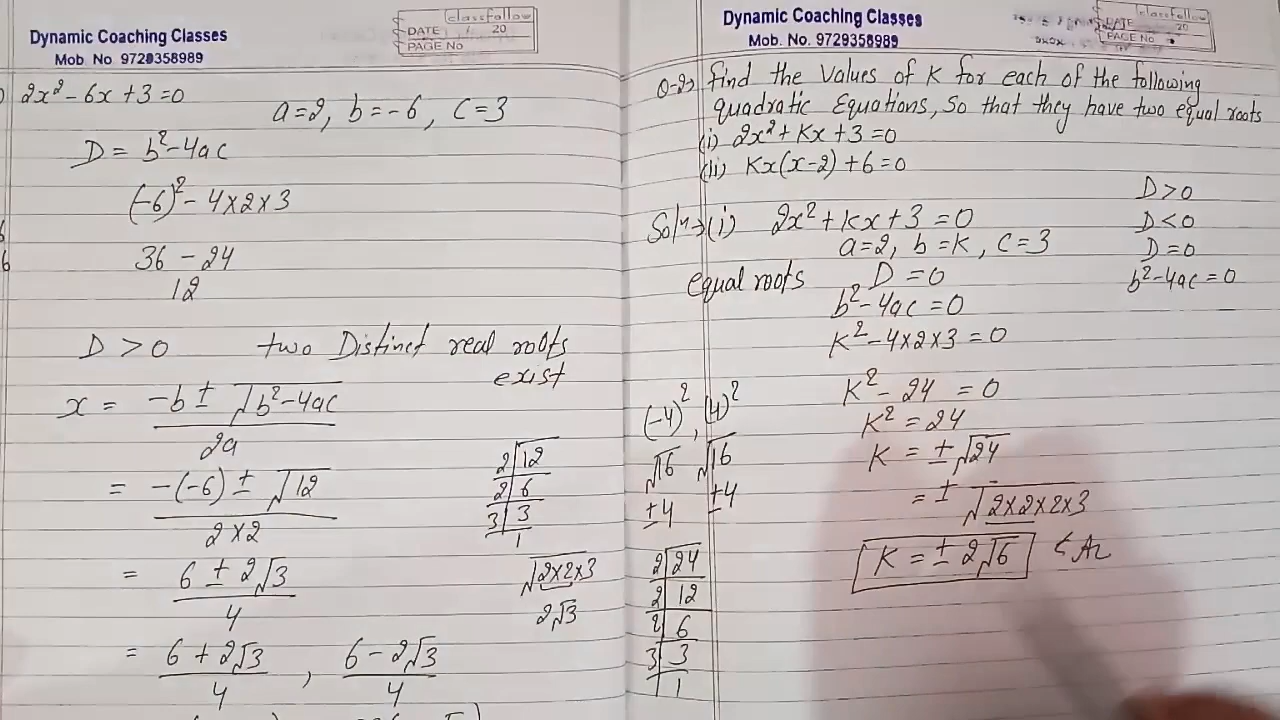 Dynamic Coaching Classes
Mob. No 9729358989
classfollow
DATE / 20
PAGE No
2x² - 6x + 3 = 0
a = 2, b = -6, c = 3
D = b² - 4ac
(-6)² - 4×2×3
36 - 24
12
D > 0 two Distinct real roots
exist
x = -b ± √b² - 4ac
2a
= -(-6) ± √12
2×2
2 | 12
2 | 6
3 | 3
1
= 6 ± 2√3
4
√2×2×3
2√3
= 6 + 2√3 , 6 - 2√3
4 4
Dynamic Coaching Classes
Mob. No. 9729358989
classfollow
DATE 20
PAGE No
Q-2) Find the Values of K for each of the following
quadratic Equations, So that they have two equal roots
(i) 2x² + Kx + 3 = 0
(ii) Kx(x-2) + 6 = 0
D > 0
D < 0
D = 0
b² - 4ac = 0
Soln → (i) 2x² + kx + 3 = 0
a = 2, b = K, c = 3
equal roots D = 0
b² - 4ac = 0
K² - 4×2×3 = 0
K² - 24 = 0
K² = 24
K = ± √24
= ± √2×2×2×3
K = ± 2√6
(-4)² , (4)²
√16 √16
±4 ±4
2 | 24
2 | 12
2 | 6
3 | 3
1